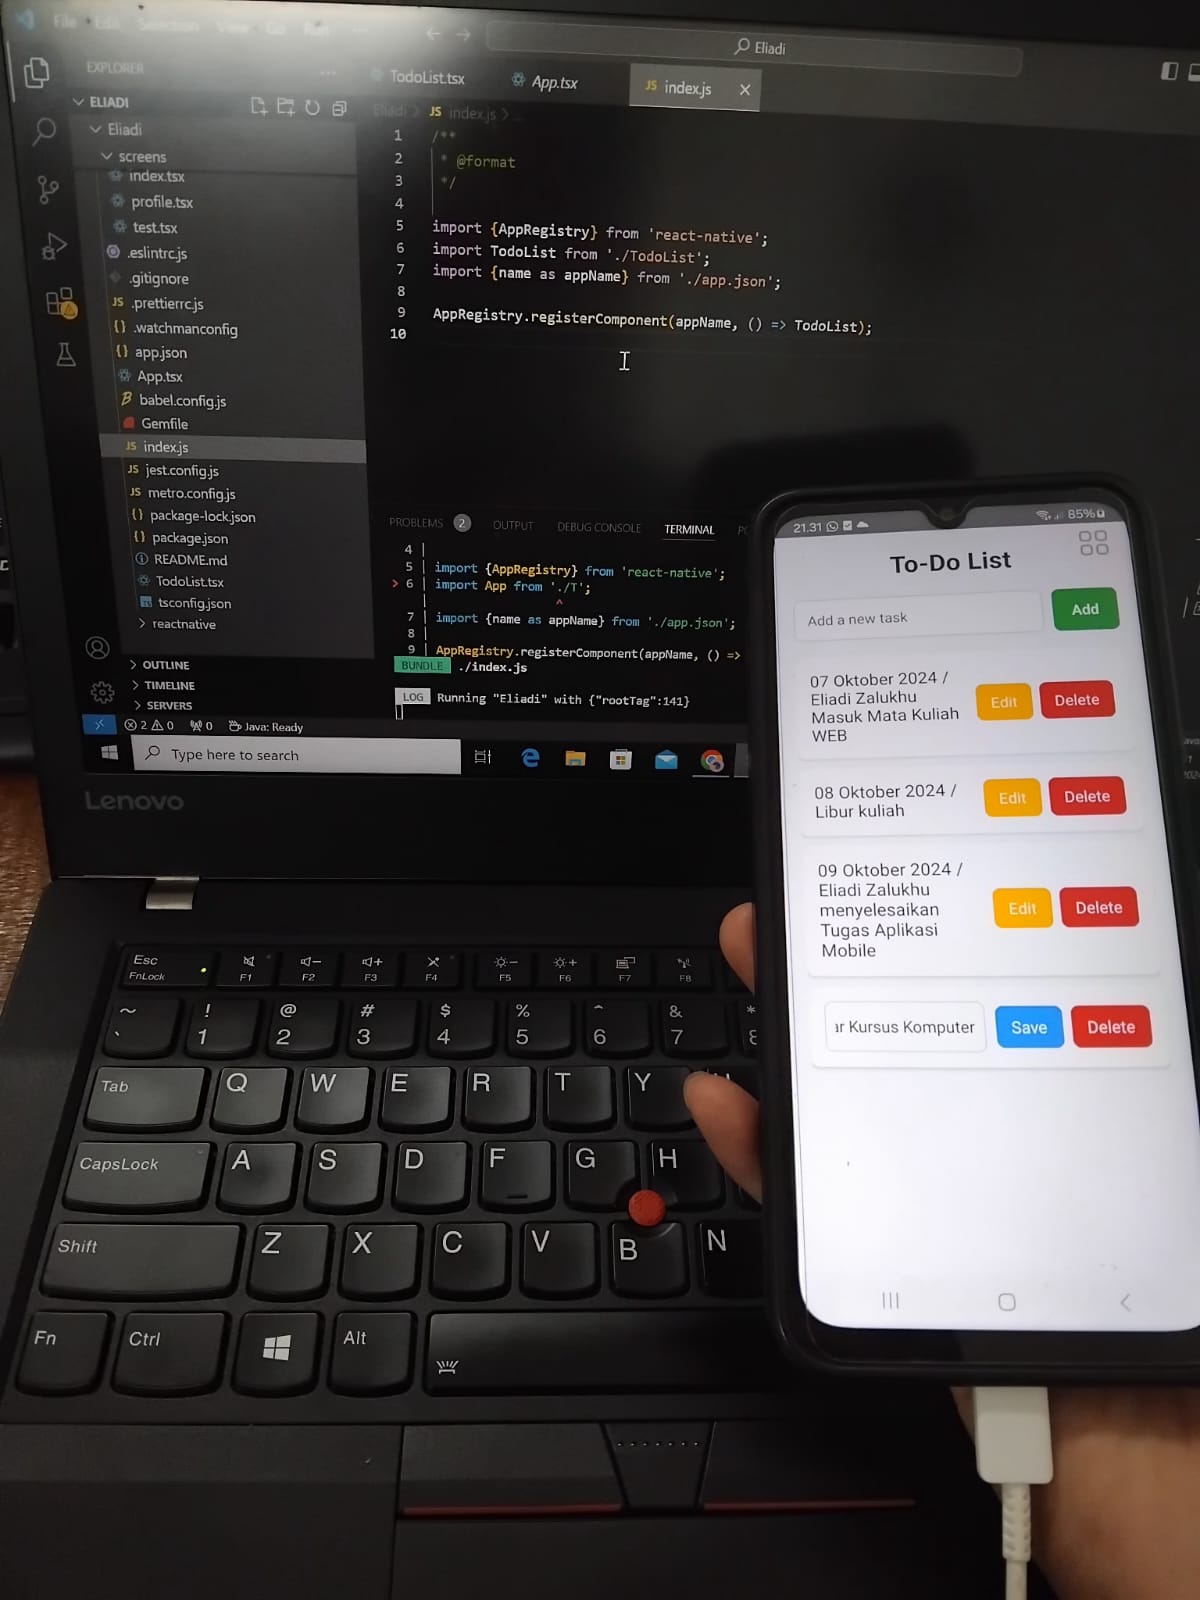 File Edit Selection View Go Run
Eliadi
EXPLORER
ELIADI
Eliadi
screens
index.tsx
profile.tsx
test.tsx
.eslintrc.js
.gitignore
JS .prettierrc.js
{} .watchmanconfig
{} app.json
App.tsx
babel.config.js
Gemfile
JS index.js
JS jest.config.js
JS metro.config.js
{} package-lock.json
{} package.json
README.md
TodoList.tsx
tsconfig.json
reactnative
OUTLINE
TIMELINE
SERVERS
2 0 0 Java: Ready
TodoList.tsx App.tsx JS index.js
Eliadi > JS index.js >
1 /**
2 * @format
3 */
4
5 import {AppRegistry} from 'react-native';
6 import TodoList from './TodoList';
7 import {name as appName} from './app.json';
8
9 AppRegistry.registerComponent(appName, () => TodoList);
10
PROBLEMS 2 OUTPUT DEBUG CONSOLE TERMINAL
4 |
5 | import {AppRegistry} from 'react-native';
> 6 | import App from './T';
| ^
7 | import {name as appName} from './app.json';
8 |
9 | AppRegistry.registerComponent(appName, () =>
BUNDLE ./index.js
LOG Running "Eliadi" with {"rootTag":141}
Type here to search
Lenovo
21.31 85%
To-Do List
Add a new task Add
07 Oktober 2024 /
Eliadi Zalukhu
Masuk Mata Kuliah
WEB
Edit Delete
08 Oktober 2024 /
Libur kuliah
Edit Delete
09 Oktober 2024 /
Eliadi Zalukhu
menyelesaikan
Tugas Aplikasi
Mobile
Edit Delete
ar Kursus Komputer Save Delete
Esc
FnLock F1 F2 F3 F4 F5 F6 F7 F8
~ ! @ # $ % ^ & *
` 1 2 3 4 5 6 7 8
Tab Q W E R T Y
CapsLock A S D F G H
Shift Z X C V B N
Fn Ctrl Alt